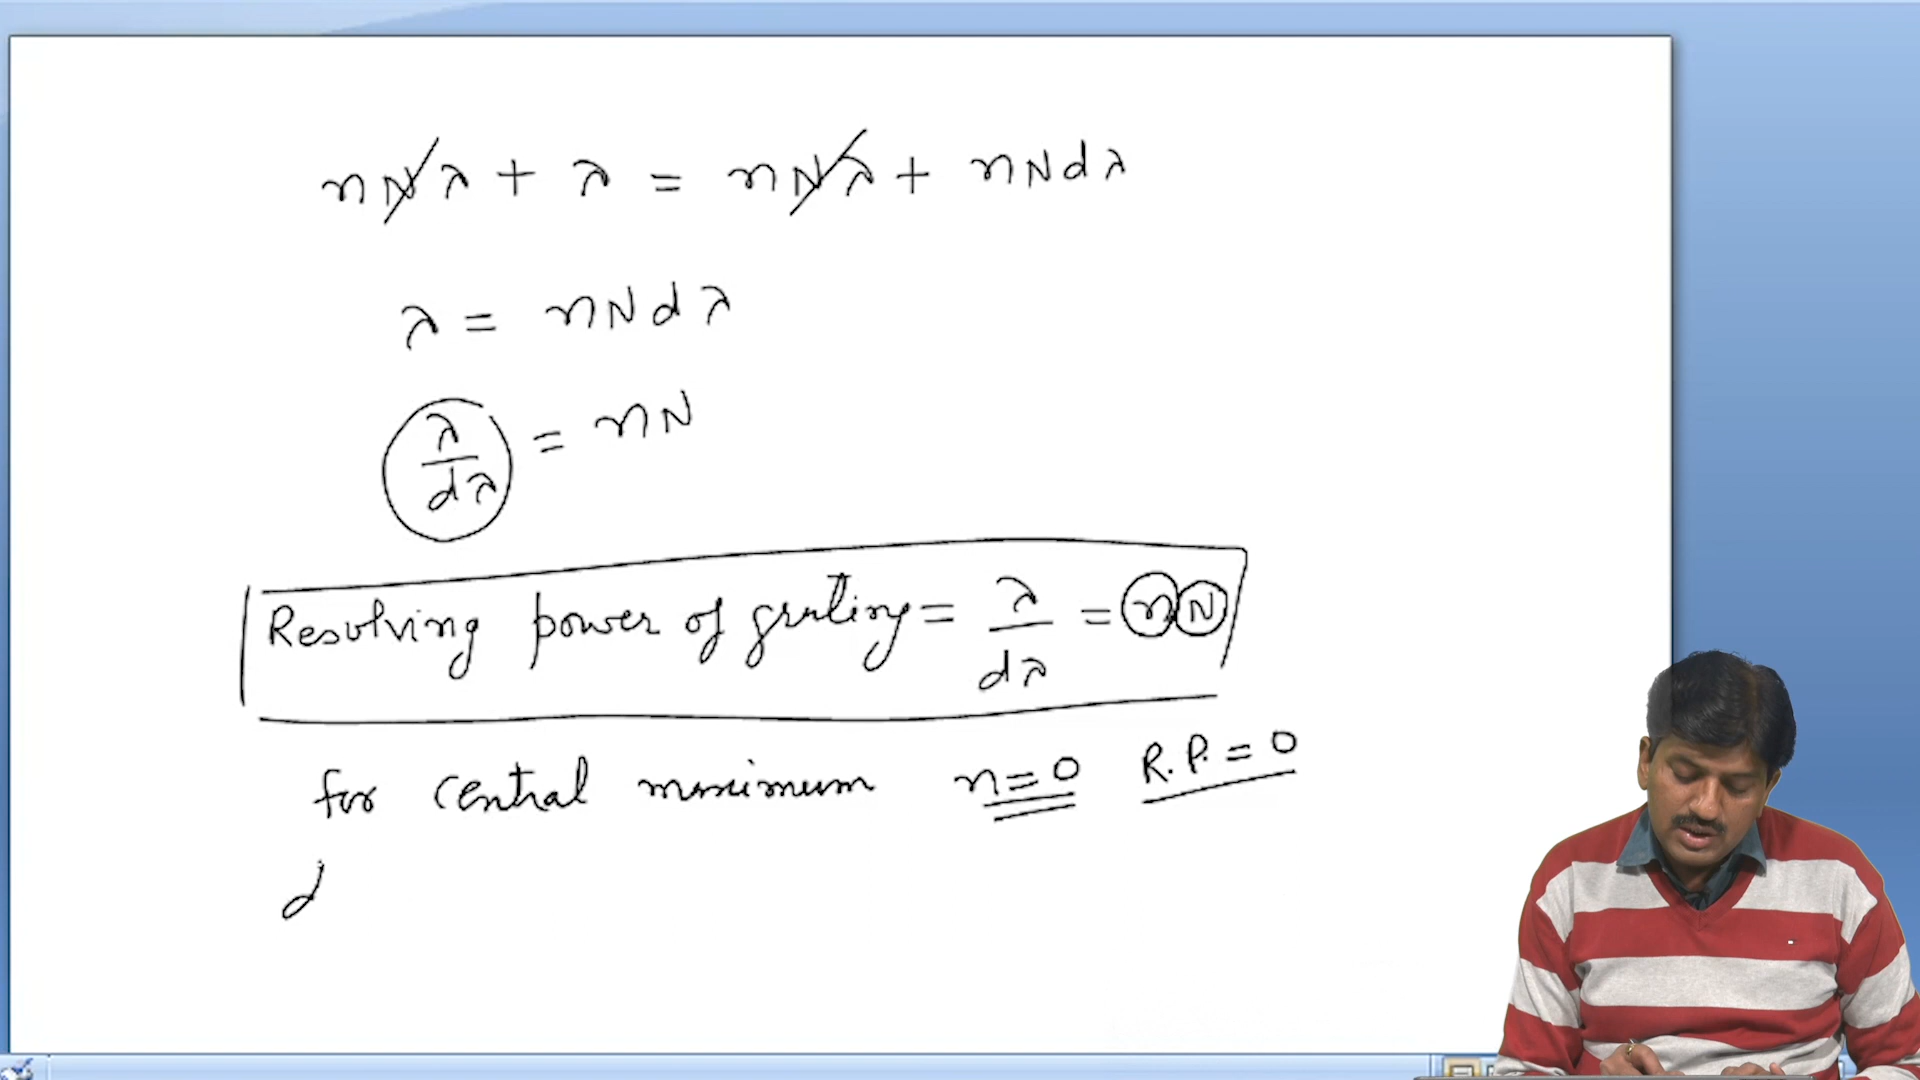 nNλ + λ = nNλ + nNdλ
λ = nNdλ
λ/dλ = nN
Resolving power of grating = λ/dλ = nN
for central maximum n=0 R.P. = 0
d